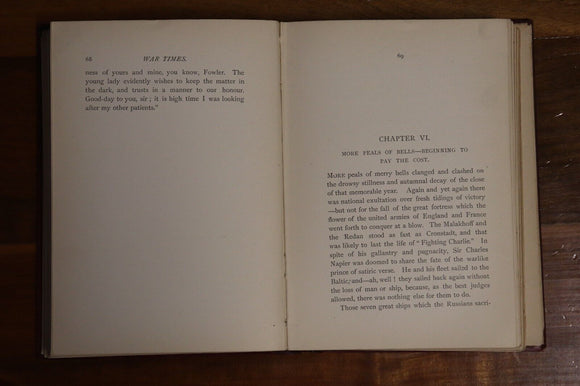 68 WAR TIMES.
ness of yours and mine, you know, Fowler. The
young lady evidently wishes to keep the matter in
the dark, and trusts in a manner to our honour.
Good-day to you, sir; it is high time I was looking
after my other patients."
69
CHAPTER VI.
MORE PEALS OF BELLS—BEGINNING TO
PAY THE COST.
MORE peals of merry bells clanged and clashed on
the drowsy stillness and autumnal decay of the close
of that memorable year. Again and yet again there
was national exultation over fresh tidings of victory
—but not for the fall of the great fortress which the
flower of the united armies of England and France
went forth to conquer at a blow. The Malakhoff and
the Redan stood as fast as Cronstadt, and that
was likely to last the life of "Fighting Charlie." In
spite of his gallantry and pugnacity, Sir Charles
Napier was doomed to share the fate of the warlike
prince of satiric verse. He and his fleet sailed to the
Baltic, and—ah, well! they sailed back again without
the loss of man or ship, because, as the best judges
allowed, there was nothing else for them to do.
Those seven great ships which the Russians sacri-